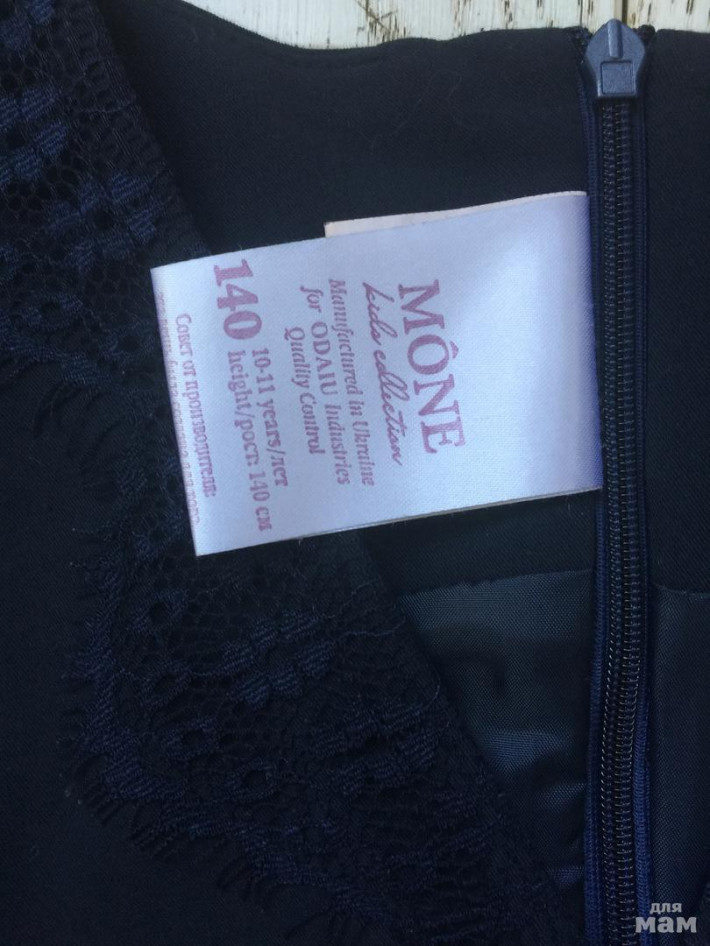 MÔNE
kids collection
Manufactured in Ukraine
for ODAIU Industries
Quality Control
140
10-11 years/лет
height/рост: 140 см
Совет от производителя:
для
мам